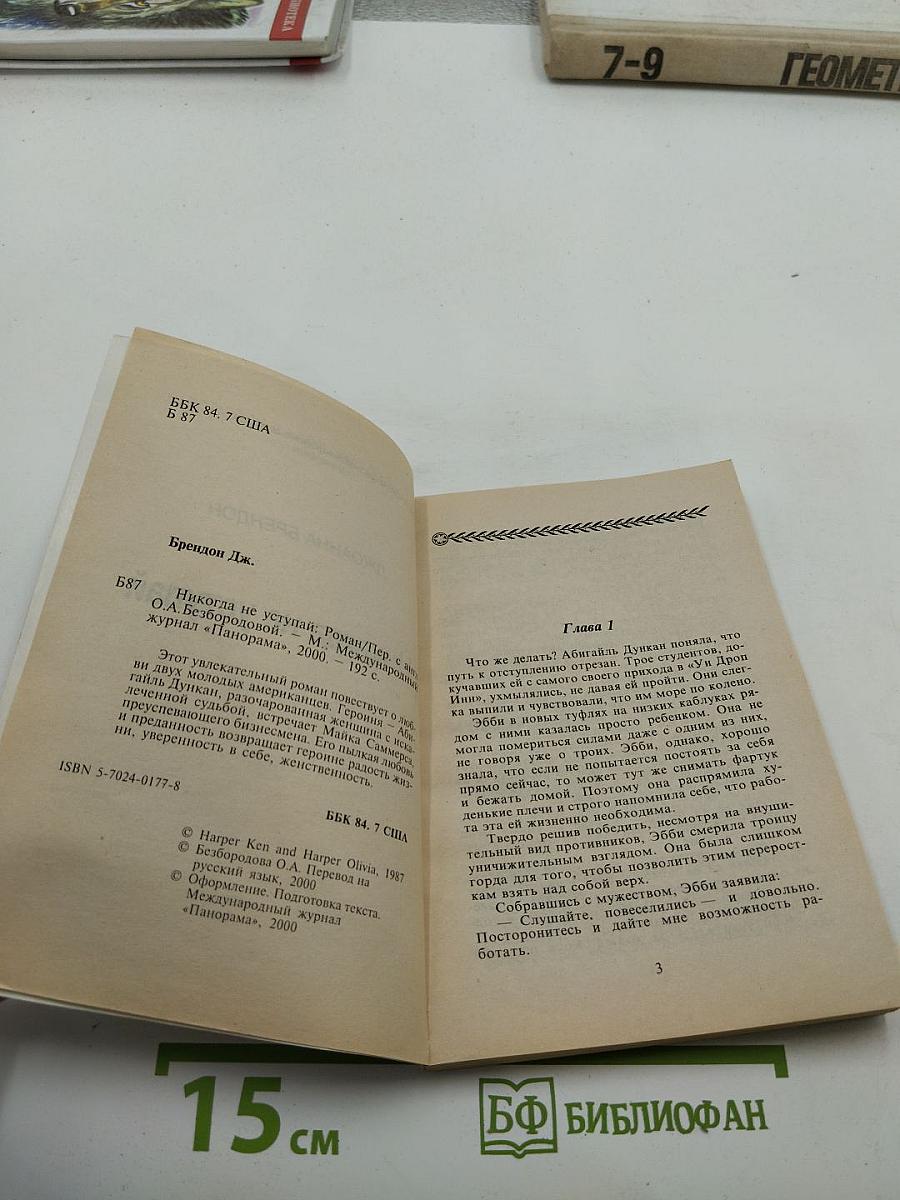 БЛИОТЕКА
7-9
ГЕОМЕТ
ББК 84. 7 США
Б 87
Брендон Дж.
Б87 Никогда не уступай: Роман/Пер. с англ.
О.А.Безбородовой. — М.: Международный
журнал «Панорама», 2000. — 192 с.
Этот увлекательный роман повествует о люб-
ви двух молодых американцев. Героиня – Аби-
гайль Дункан, разочарованная женщина с иска-
леченной судьбой, встречает Майка Саммерса,
преуспевающего бизнесмена. Его пылкая любовь
и преданность возвращает героине радость жиз-
ни, уверенность в себе, женственность.
ISBN 5-7024-0177-8
ББК 84. 7 США
© Harper Ken and Harper Olivia, 1987
© Безбородова О.А. Перевод на
русский язык, 2000
© Оформление. Подготовка текста.
Международный журнал
«Панорама», 2000
Глава 1
Что же делать? Абигайль Дункан поняла, что
путь к отступлению отрезан. Трое студентов, до-
кучавших ей с самого своего прихода в «Уи Дроп
Инн», ухмылялись, не давая ей пройти. Они слег-
ка выпили и чувствовали, что им море по колено.
Эбби в новых туфлях на низких каблуках ря-
дом с ними казалась просто ребенком. Она не
могла помериться силами даже с одним из них,
не говоря уже о троих. Эбби, однако, хорошо
знала, что если не попытается постоять за себя
прямо сейчас, то может тут же снимать фартук
и бежать домой. Поэтому она распрямила ху-
денькие плечи и строго напомнила себе, что рабо-
та эта ей жизненно необходима.
Твердо решив победить, несмотря на внуши-
тельный вид противников, Эбби смерила троицу
уничижительным взглядом. Она была слишком
горда для того, чтобы позволить этим перерост-
кам взять над собой верх.
Собравшись с мужеством, Эбби заявила:
— Слушайте, повеселились — и довольно.
Посторонитесь и дайте мне возможность ра-
ботать.
3
15 см
БФ БИБЛИОФАН